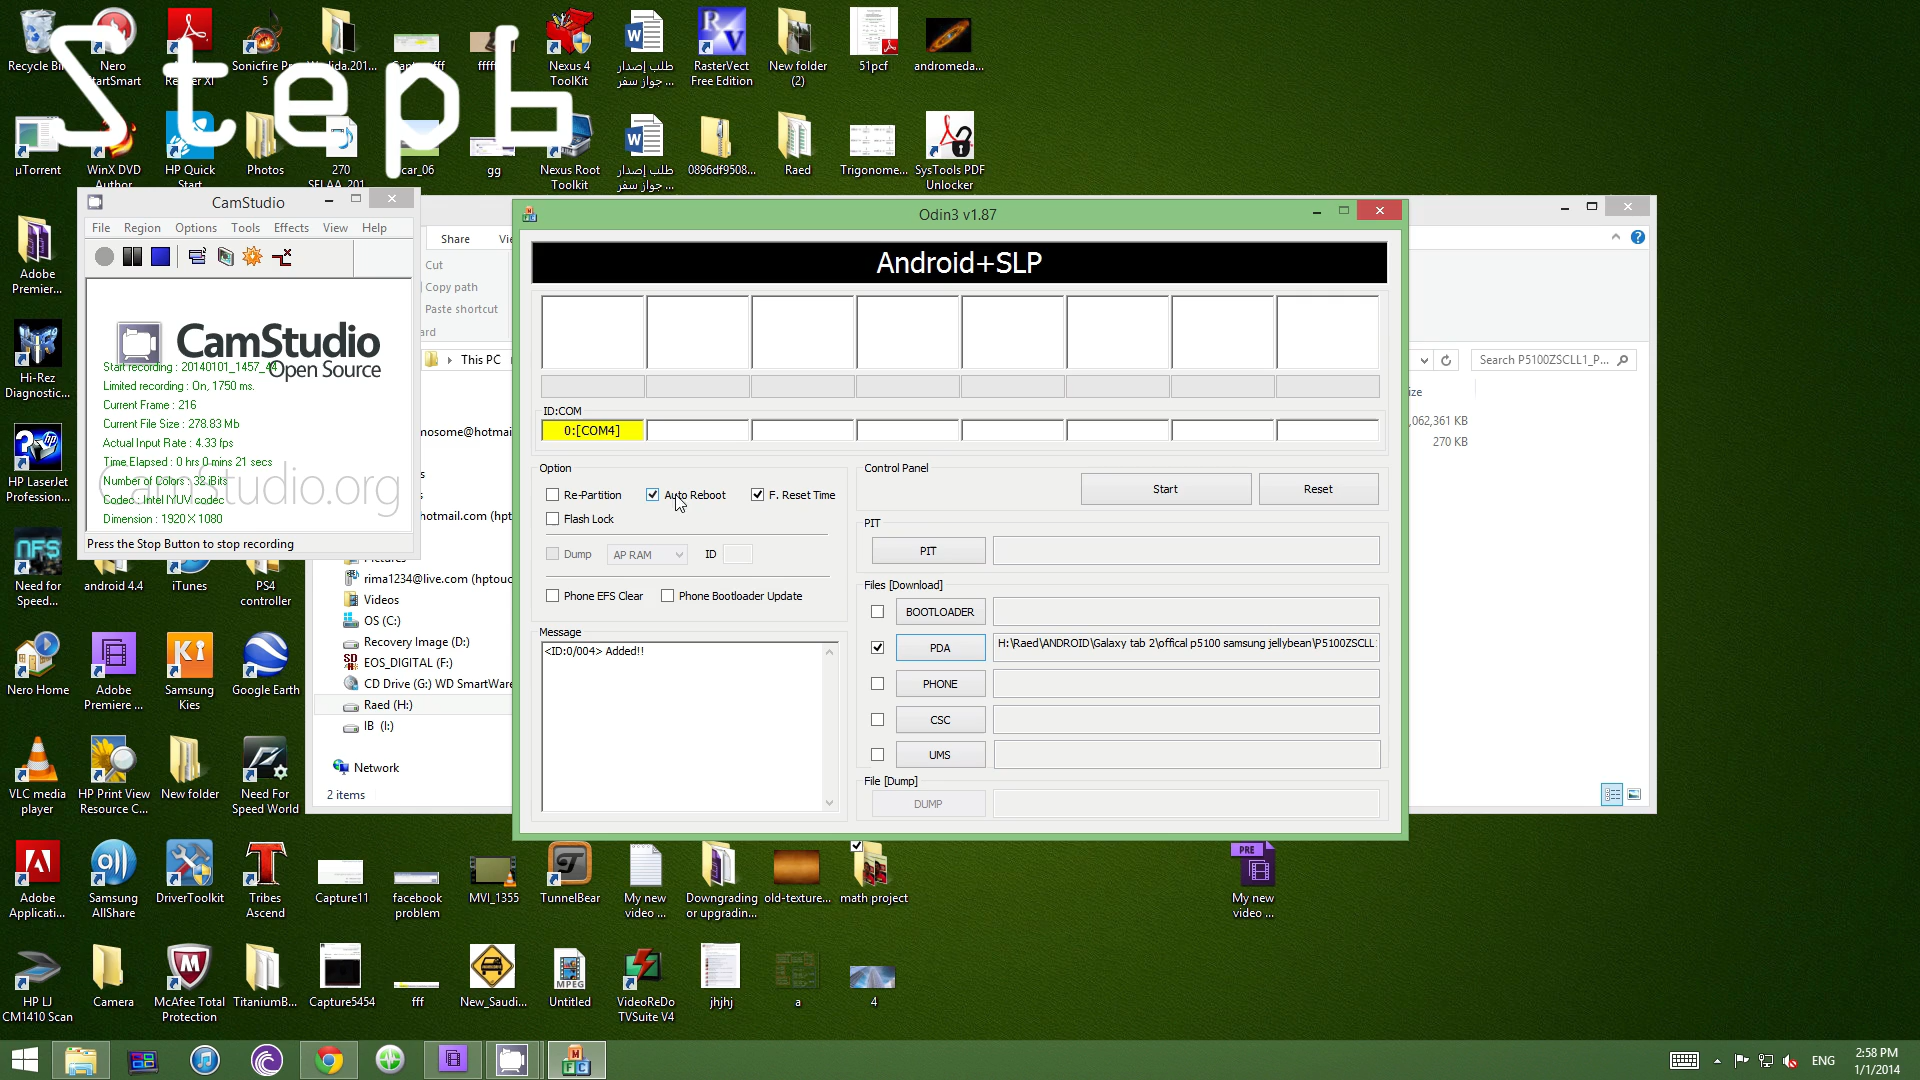 Step6
Recycle Bin
Nero
StartSmart
Sonicfire Pro
5
Nexus 4
ToolKit
طلب إصدار
جواز سفر ...
RasterVect
Free Edition
New folder
(2)
51pcf
andromeda...
µTorrent
WinX DVD
Author
HP Quick
Start
Photos
270
car_06
gg
Nexus Root
Toolkit
طلب إصدار
جواز سفر ...
0896df9508...
Raed
Trigonome...
SysTools PDF
Unlocker
CamStudio
File Region Options Tools Effects View Help
CamStudio
Open Source
Start recording : 20140101_1457_44
Limited recording : On, 1750 ms.
Current Frame : 216
Current File Size : 278.83 Mb
Actual Input Rate : 4.33 fps
Time Elapsed : 0 hrs 0 mins 21 secs
Number of Colors : 32 iBits
Codec : Intel IYUV codec
Dimension : 1920 X 1080
CamStudio.org
Press the Stop Button to stop recording
Share
Cut
Copy path
Paste shortcut
This PC
Search P5100ZSCLL1_P...
270 KB
rima1234@live.com (hptouc
Videos
OS (C:)
Recovery Image (D:)
EOS_DIGITAL (F:)
CD Drive (G:) WD SmartWare
Raed (H:)
IB (I:)
Network
2 items
Odin3 v1.87
Android+SLP
ID:COM
0:[COM4]
Option
Re-Partition
Auto Reboot
F. Reset Time
Flash Lock
Dump
AP RAM
ID
Phone EFS Clear
Phone Bootloader Update
Message
<ID:0/004> Added!!
Control Panel
Start
Reset
PIT
PIT
Files [Download]
BOOTLOADER
PDA
H:\Raed\ANDROID\Galaxy tab 2\offical p5100 samsung jellybean\P5100ZSCLL
PHONE
CSC
UMS
File [Dump]
DUMP
Adobe
Premier...
Hi-Rez
Diagnostic...
HP LaserJet
Profession...
Need for
Speed...
android 4.4
iTunes
PS4
controller
Nero Home
Adobe
Premiere ...
Samsung
Kies
Google Earth
VLC media
player
HP Print View
Resource C...
New folder
Need For
Speed World
Adobe
Applicati...
Samsung
AllShare
DriverToolkit
Tribes
Ascend
Capture11
facebook
problem
MVI_1355
TunnelBear
My new
video ...
Downgrading
or upgradin...
old-texture...
math project
My new
video ...
HP LJ
CM1410 Scan
Camera
McAfee Total
Protection
TitaniumB...
Capture5454
fff
New_Saudi...
Untitled
VideoReDo
TVSuite V4
jhjhj
a
4
ENG
2:58 PM
1/1/2014